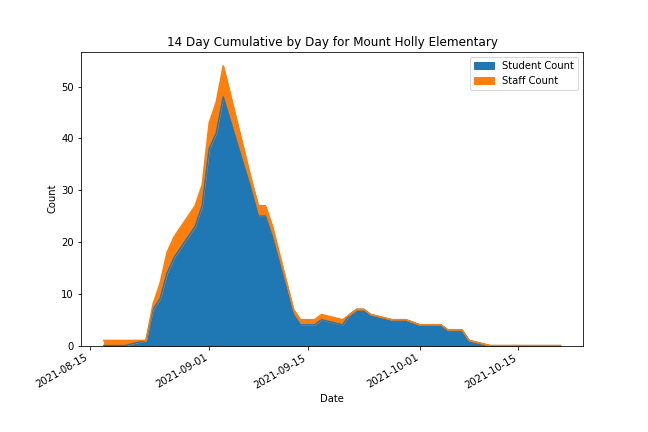 14 Day Cumulative by Day for Mount Holly Elementary
Student Count
Staff Count
50
40
30
20
10
0
Count
2021-08-15
2021-09-01
2021-09-15
2021-10-01
2021-10-15
Date